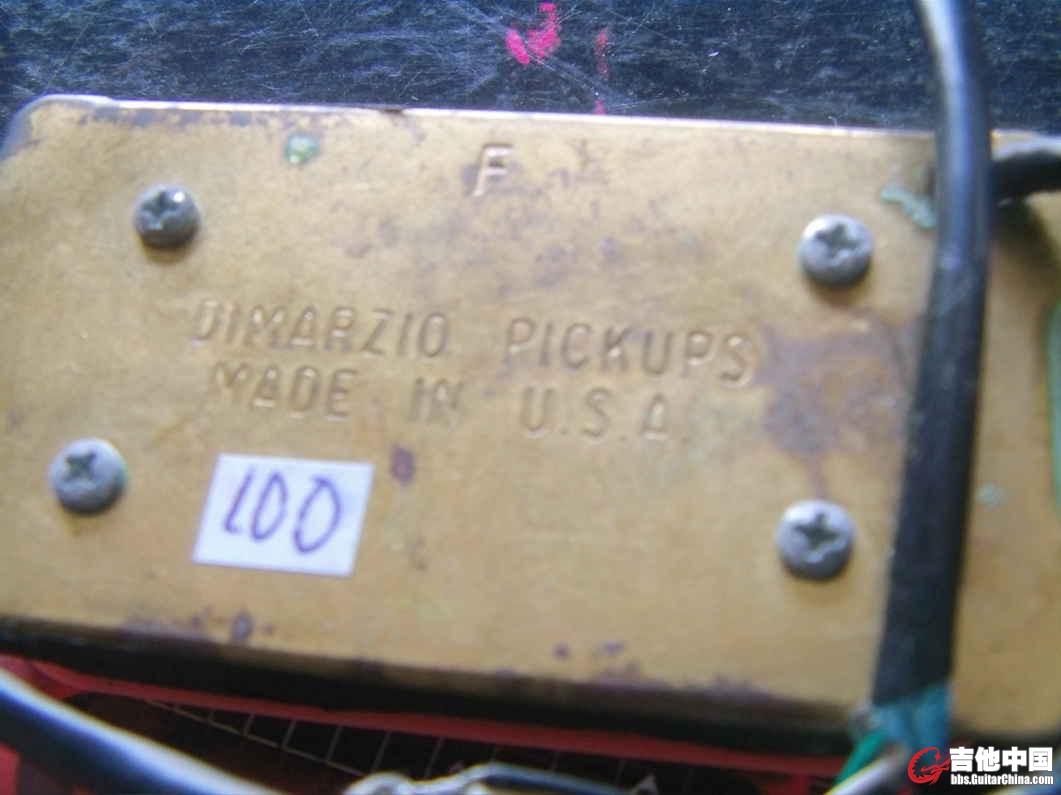 F
DIMARZIO PICKUPS
MADE IN U.S.A.
100
吉他中国
bbs.GuitarChina.com